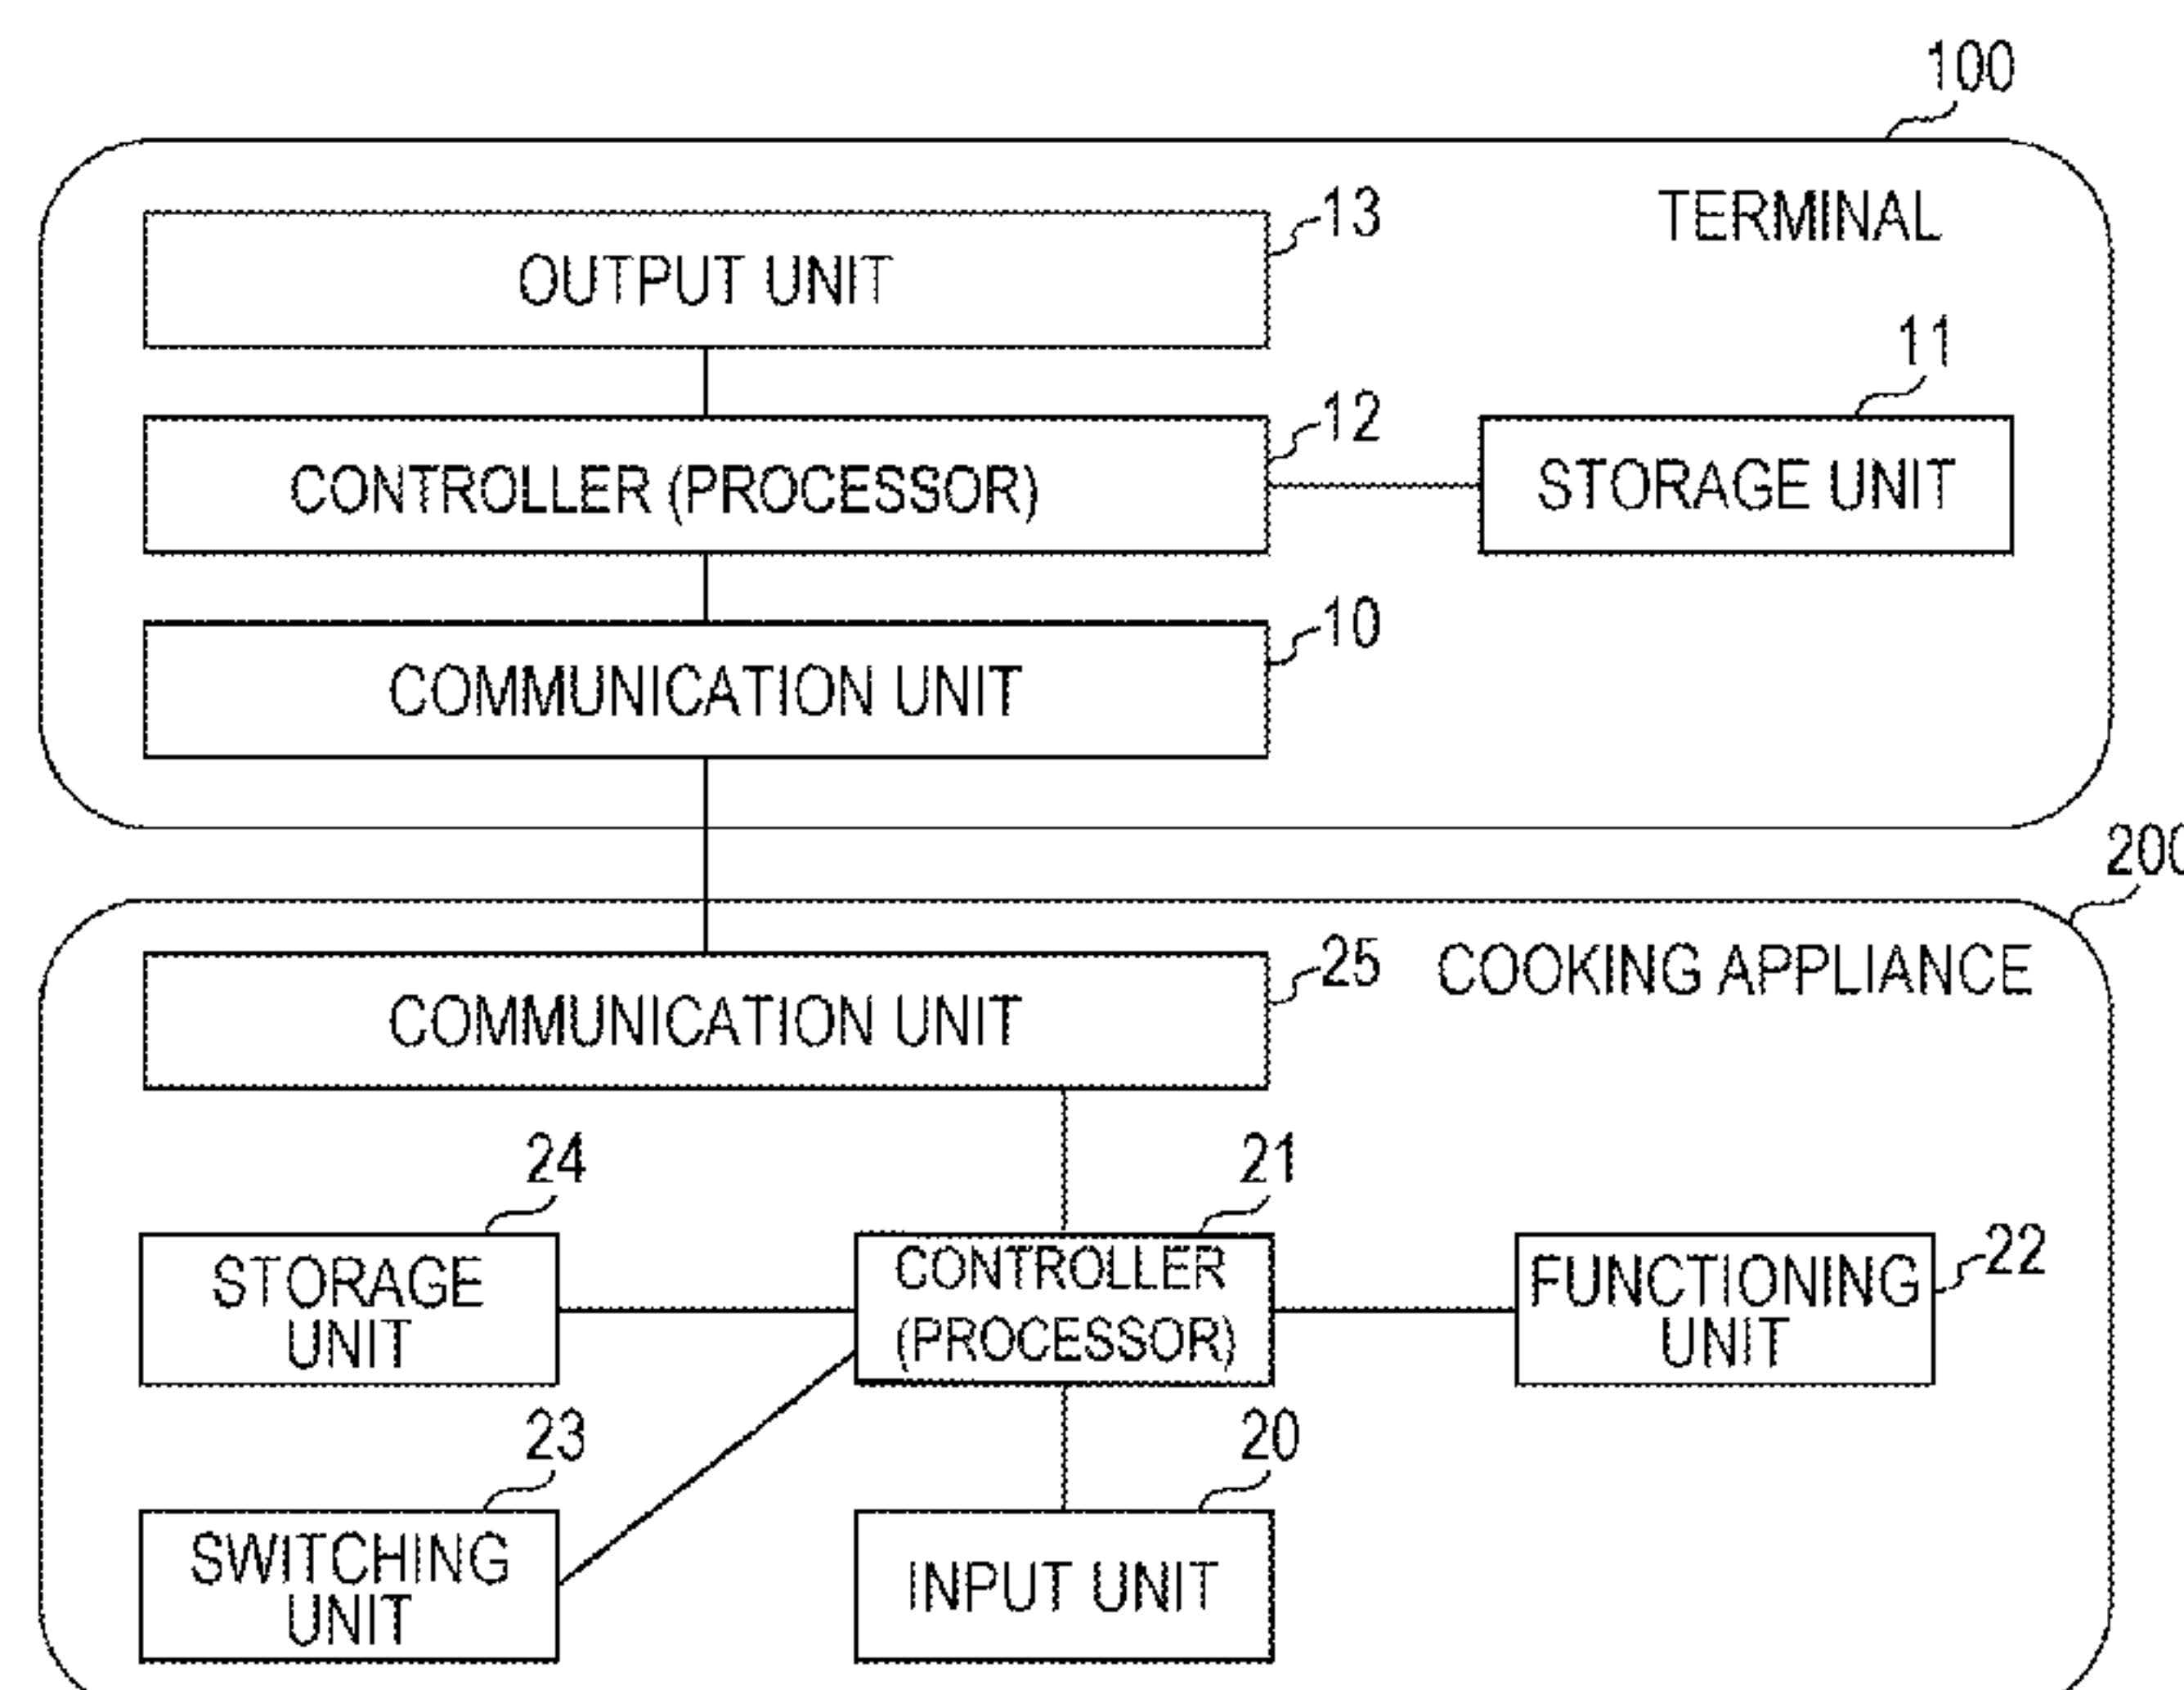 100
TERMINAL
13
OUTPUT UNIT
11
12
CONTROLLER (PROCESSOR)
STORAGE UNIT
10
COMMUNICATION UNIT
200
25
COOKING APPLIANCE
COMMUNICATION UNIT
24
21
STORAGE
UNIT
CONTROLLER
(PROCESSOR)
FUNCTIONING
UNIT
22
23
20
SWITCHING
UNIT
INPUT UNIT